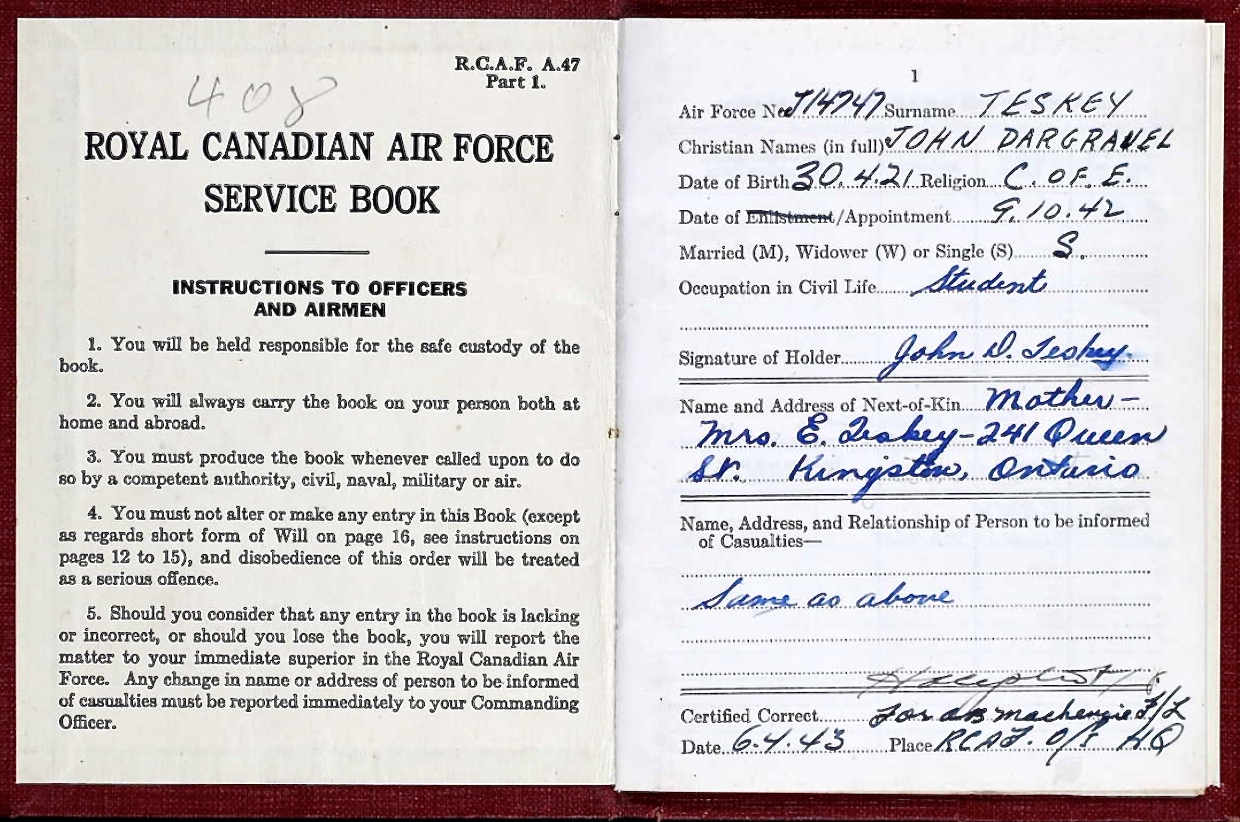 R.C.A.F. A.47
Part 1.
408
ROYAL CANADIAN AIR FORCE
SERVICE BOOK
INSTRUCTIONS TO OFFICERS
AND AIRMEN
1. You will be held responsible for the safe custody of the
book.
2. You will always carry the book on your person both at
home and abroad.
3. You must produce the book whenever called upon to do
so by a competent authority, civil, naval, military or air.
4. You must not alter or make any entry in this Book (except
as regards short form of Will on page 16, see instructions on
pages 12 to 15), and disobedience of this order will be treated
as a serious offence.
5. Should you consider that any entry in the book is lacking
or incorrect, or should you lose the book, you will report the
matter to your immediate superior in the Royal Canadian Air
Force. Any change in name or address of person to be informed
of casualties must be reported immediately to your Commanding
Officer.
1
Air Force No. J14747 Surname TESKEY
Christian Names (in full) JOHN DARGRAVEL
Date of Birth 30.4.21 Religion C. OF E.
Date of Enlistment/Appointment 9.10.42
Married (M), Widower (W) or Single (S) S.
Occupation in Civil Life Student
Signature of Holder John D. Teskey.
Name and Address of Next-of-Kin Mother-
Mrs. E. Teskey-241 Queen
St. Kingston, Ontario
Name, Address, and Relationship of Person to be informed
of Casualties—
Same as above
Certified Correct for Mackenzie F/L
Date 6.4.43 Place RCAF. O/S HQ